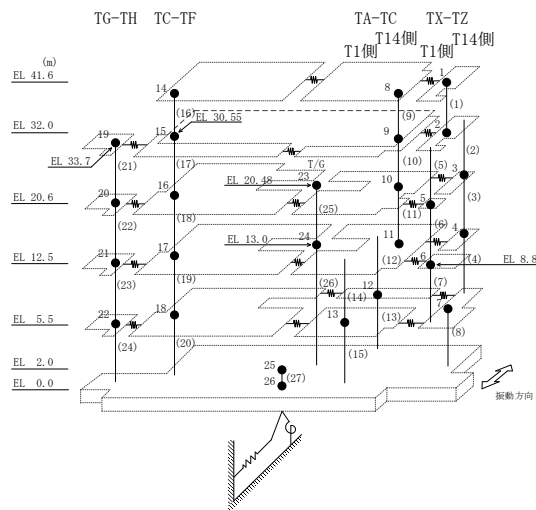 TG-TH TC-TF TA-TC TX-TZ
T14側 T14側
T1側 T1側
(m)
EL 41.6
14 8 1
(16) (9) (1)
EL 30.55
EL 32.0
19 15 9 (9) 2
EL 33.7
(21) (17) (10) (2)
T/G
(5) 3
EL 20.6
20 16 EL 20.48 23 10 5 (3)
(22) (18) (25) (11)
24 11 (6) 4
EL 12.5
21 17 EL 13.0 (12) 6 (4) EL 8.8
(23) (19) (26) (14) 12 (7)
EL 5.5
22 18 13 (13) 7
(24) (20) (15) (8)
EL 2.0
25
EL 0.0
26 (27)
振動方向